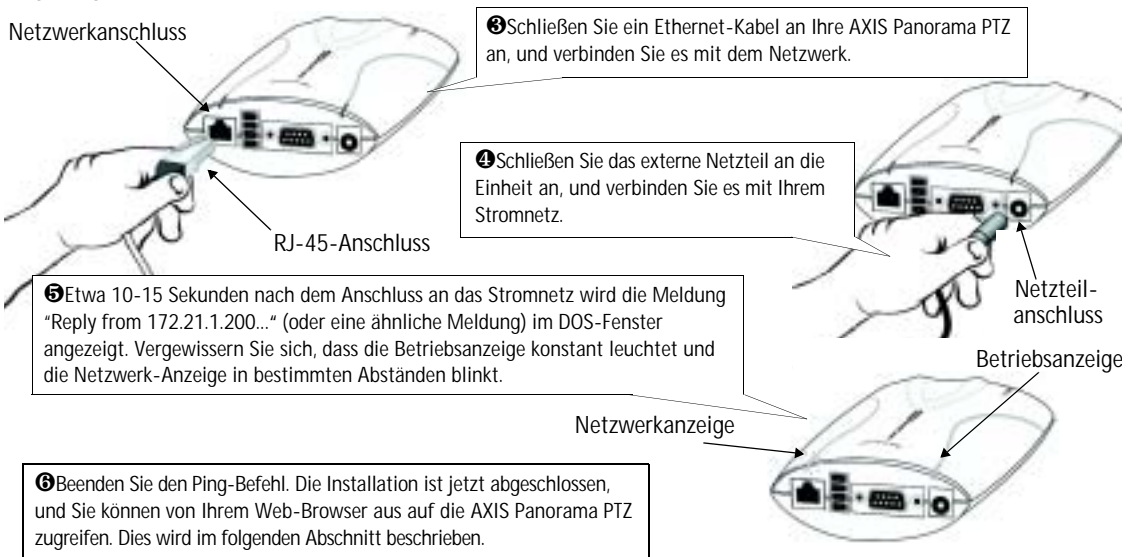 Netzwerkanschluss
❸Schließen Sie ein Ethernet-Kabel an Ihre AXIS Panorama PTZ
an, und verbinden Sie es mit dem Netzwerk.
❹Schließen Sie das externe Netzteil an die
Einheit an, und verbinden Sie es mit Ihrem
Stromnetz.
RJ-45-Anschluss
Netzteil-
anschluss
❺Etwa 10-15 Sekunden nach dem Anschluss an das Stromnetz wird die Meldung
"Reply from 172.21.1.200..." (oder eine ähnliche Meldung) im DOS-Fenster
angezeigt. Vergewissern Sie sich, dass die Betriebsanzeige konstant leuchtet und
die Netzwerk-Anzeige in bestimmten Abständen blinkt.
Betriebsanzeige
Netzwerkanzeige
❻Beenden Sie den Ping-Befehl. Die Installation ist jetzt abgeschlossen,
und Sie können von Ihrem Web-Browser aus auf die AXIS Panorama PTZ
zugreifen. Dies wird im folgenden Abschnitt beschrieben.